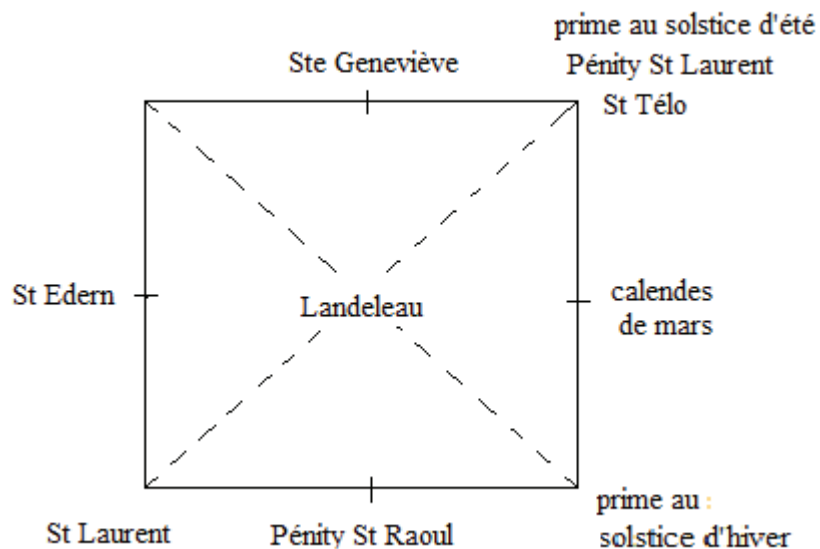 prime au solstice d'été
Ste Geneviève
Pénity St Laurent
St Télo
St Edern
Landeleau
calendes
de mars
prime au :
solstice d'hiver
St Laurent
Pénity St Raoul